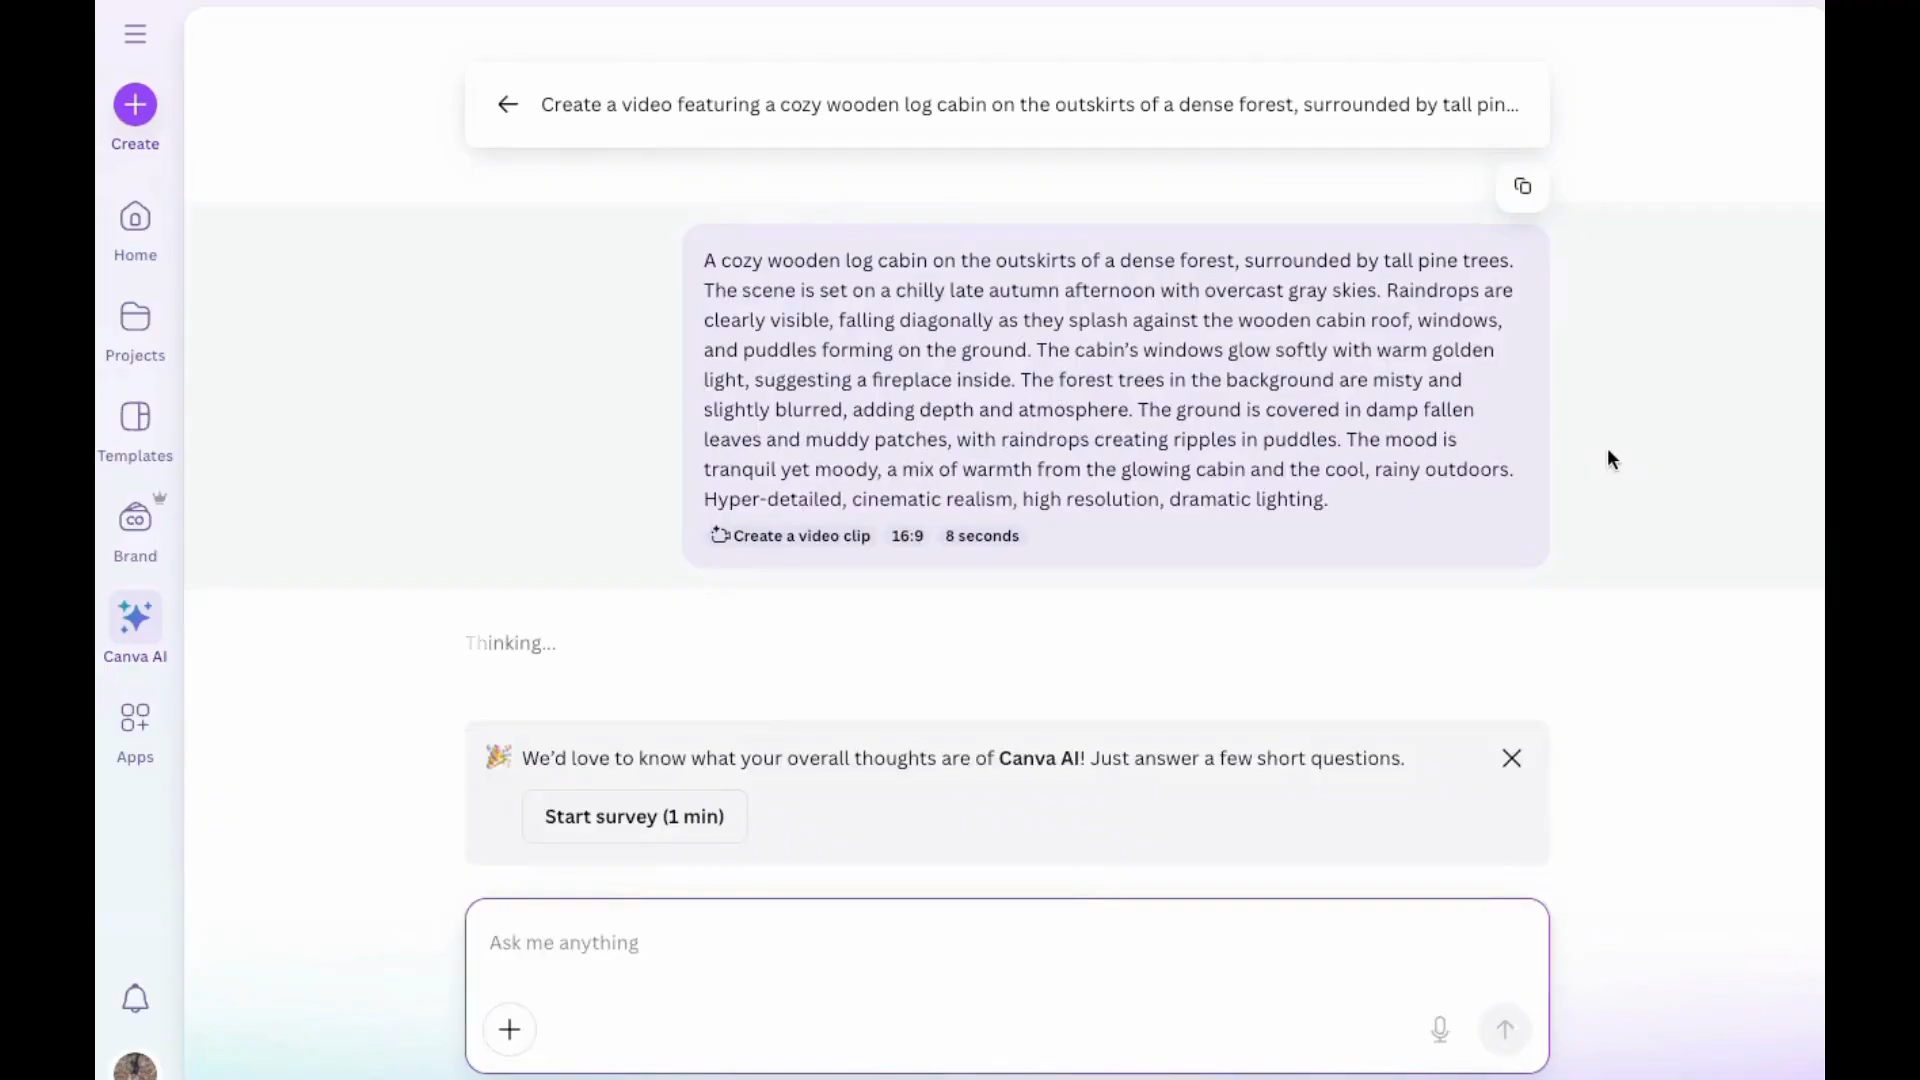 Create a video featuring a cozy wooden log cabin on the outskirts of a dense forest, surrounded by tall pin...
Create
Home
Projects
Templates
CO
Brand
Canva AI
Apps
A cozy wooden log cabin on the outskirts of a dense forest, surrounded by tall pine trees.
The scene is set on a chilly late autumn afternoon with overcast gray skies. Raindrops are
clearly visible, falling diagonally as they splash against the wooden cabin roof, windows,
and puddles forming on the ground. The cabin’s windows glow softly with warm golden
light, suggesting a fireplace inside. The forest trees in the background are misty and
slightly blurred, adding depth and atmosphere. The ground is covered in damp fallen
leaves and muddy patches, with raindrops creating ripples in puddles. The mood is
tranquil yet moody, a mix of warmth from the glowing cabin and the cool, rainy outdoors.
Hyper-detailed, cinematic realism, high resolution, dramatic lighting.
Create a video clip 16:9 8 seconds
Thinking...
We’d love to know what your overall thoughts are of Canva AI! Just answer a few short questions.
Start survey (1 min)
Ask me anything